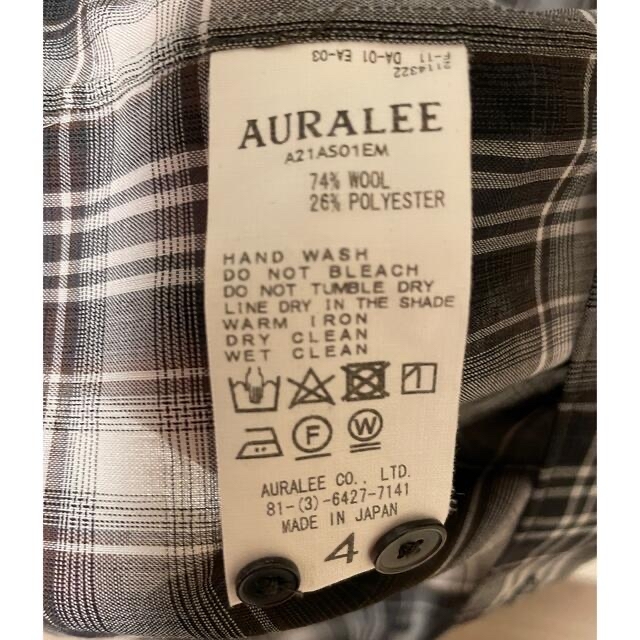 2114322
F-11 DA-01 EA-03
AURALEE
A21AS01EM
74% WOOL
26% POLYESTER
HAND WASH
DO NOT BLEACH
DO NOT TUMBLE DRY
LINE DRY IN THE SHADE
WARM IRON
DRY CLEAN
WET CLEAN
F W
AURALEE CO., LTD.
81-(3)-6427-7141
MADE IN JAPAN
4